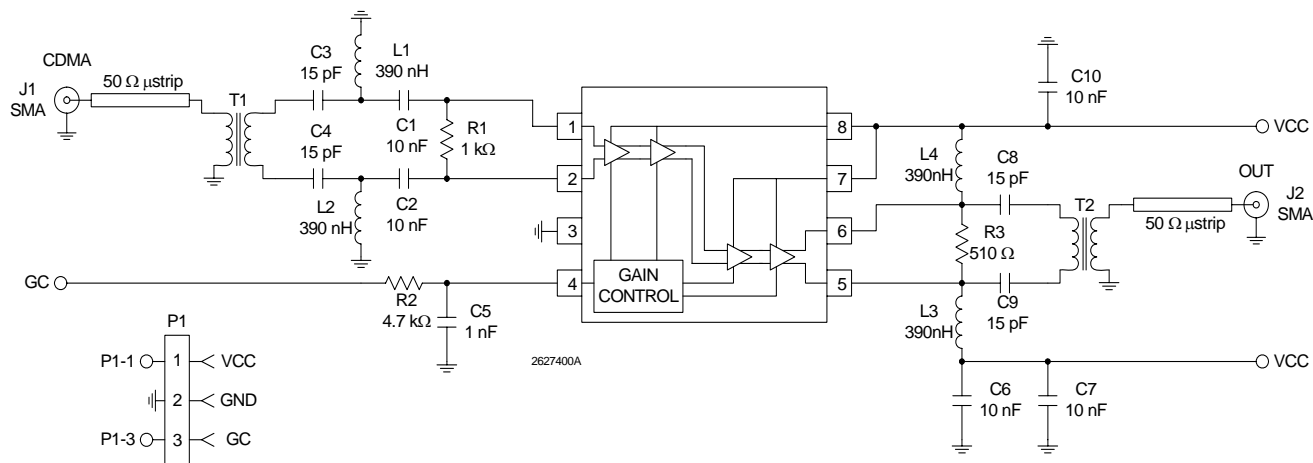 CDMA
J1
SMA
50 Ω µstrip
T1
C3
15 pF
L1
390 nH
C4
15 pF
C1
10 nF
R1
1 kΩ
L2
390 nH
C2
10 nF
1
2
3
4
8
7
6
5
GAIN
CONTROL
C10
10 nF
VCC
L4
390nH
C8
15 pF
T2
OUT
J2
SMA
50 Ω µstrip
R3
510 Ω
L3
390nH
C9
15 pF
GC
R2
4.7 kΩ
C5
1 nF
2627400A
VCC
C6
10 nF
C7
10 nF
P1
P1-1 1 VCC
2 GND
P1-3 3 GC